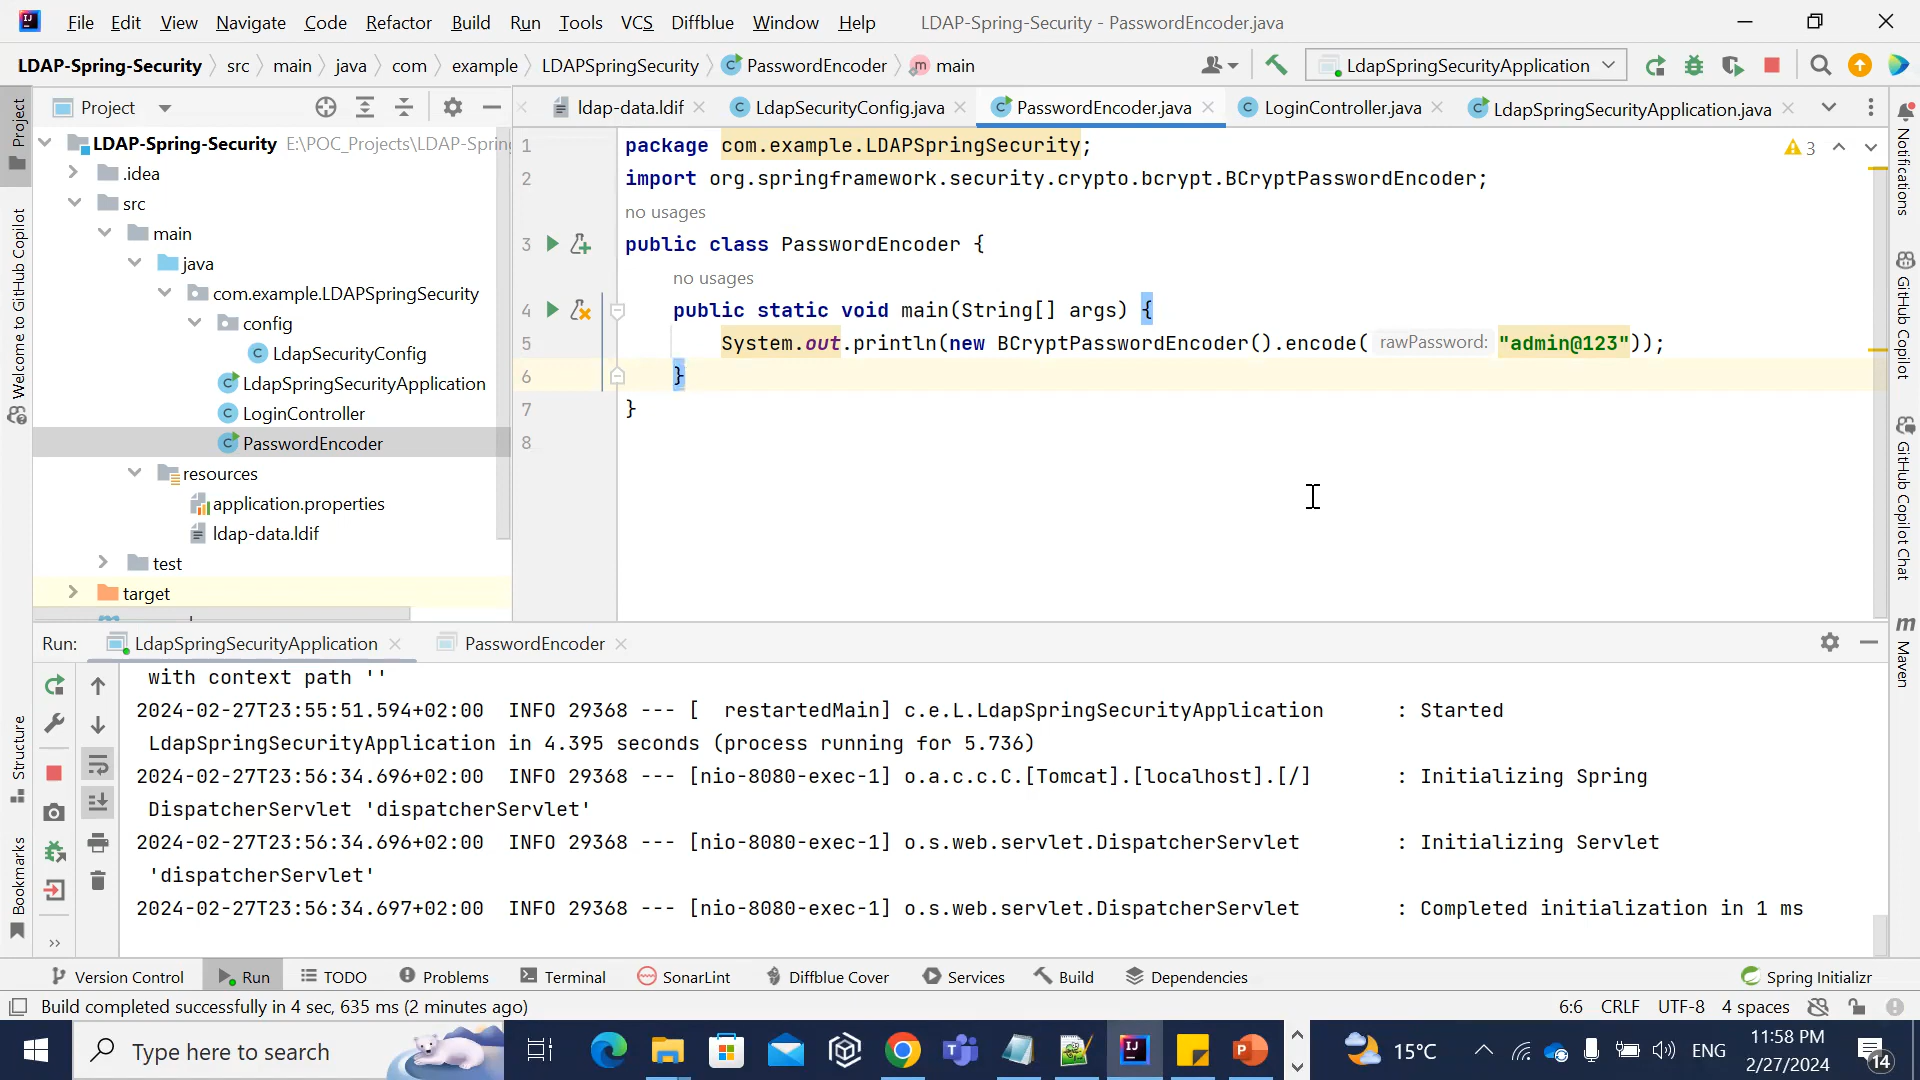 File Edit View Navigate Code Refactor Build Run Tools VCS Diffblue Window Help LDAP-Spring-Security - PasswordEncoder.java
LDAP-Spring-Security src main java com example LDAPSpringSecurity PasswordEncoder main LdapSpringSecurityApplication
Project ldap-data.ldif LdapSecurityConfig.java PasswordEncoder.java LoginController.java LdapSpringSecurityApplication.java
LDAP-Spring-Security E:\POC_Projects\LDAP-Sprin
.idea
src
main
java
com.example.LDAPSpringSecurity
config
LdapSecurityConfig
LdapSpringSecurityApplication
LoginController
PasswordEncoder
resources
application.properties
ldap-data.ldif
test
target
1 package com.example.LDAPSpringSecurity;
2 import org.springframework.security.crypto.bcrypt.BCryptPasswordEncoder;
no usages
3 public class PasswordEncoder {
no usages
4 public static void main(String[] args) {
5 System.out.println(new BCryptPasswordEncoder().encode( rawPassword: "admin@123"));
6 }
7 }
8
3
Project
Welcome to GitHub Copilot
Structure
Bookmarks
Notifications
GitHub Copilot
GitHub Copilot Chat
Maven
Run: LdapSpringSecurityApplication PasswordEncoder
with context path ''
2024-02-27T23:55:51.594+02:00 INFO 29368 --- [ restartedMain] c.e.L.LdapSpringSecurityApplication : Started
LdapSpringSecurityApplication in 4.395 seconds (process running for 5.736)
2024-02-27T23:56:34.696+02:00 INFO 29368 --- [nio-8080-exec-1] o.a.c.c.C.[Tomcat].[localhost].[/] : Initializing Spring
DispatcherServlet 'dispatcherServlet'
2024-02-27T23:56:34.696+02:00 INFO 29368 --- [nio-8080-exec-1] o.s.web.servlet.DispatcherServlet : Initializing Servlet
'dispatcherServlet'
2024-02-27T23:56:34.697+02:00 INFO 29368 --- [nio-8080-exec-1] o.s.web.servlet.DispatcherServlet : Completed initialization in 1 ms
Version Control Run TODO Problems Terminal SonarLint Diffblue Cover Services Build Dependencies Spring Initializr
Build completed successfully in 4 sec, 635 ms (2 minutes ago) 6:6 CRLF UTF-8 4 spaces
Type here to search 15°C ENG 11:58 PM
2/27/2024 14